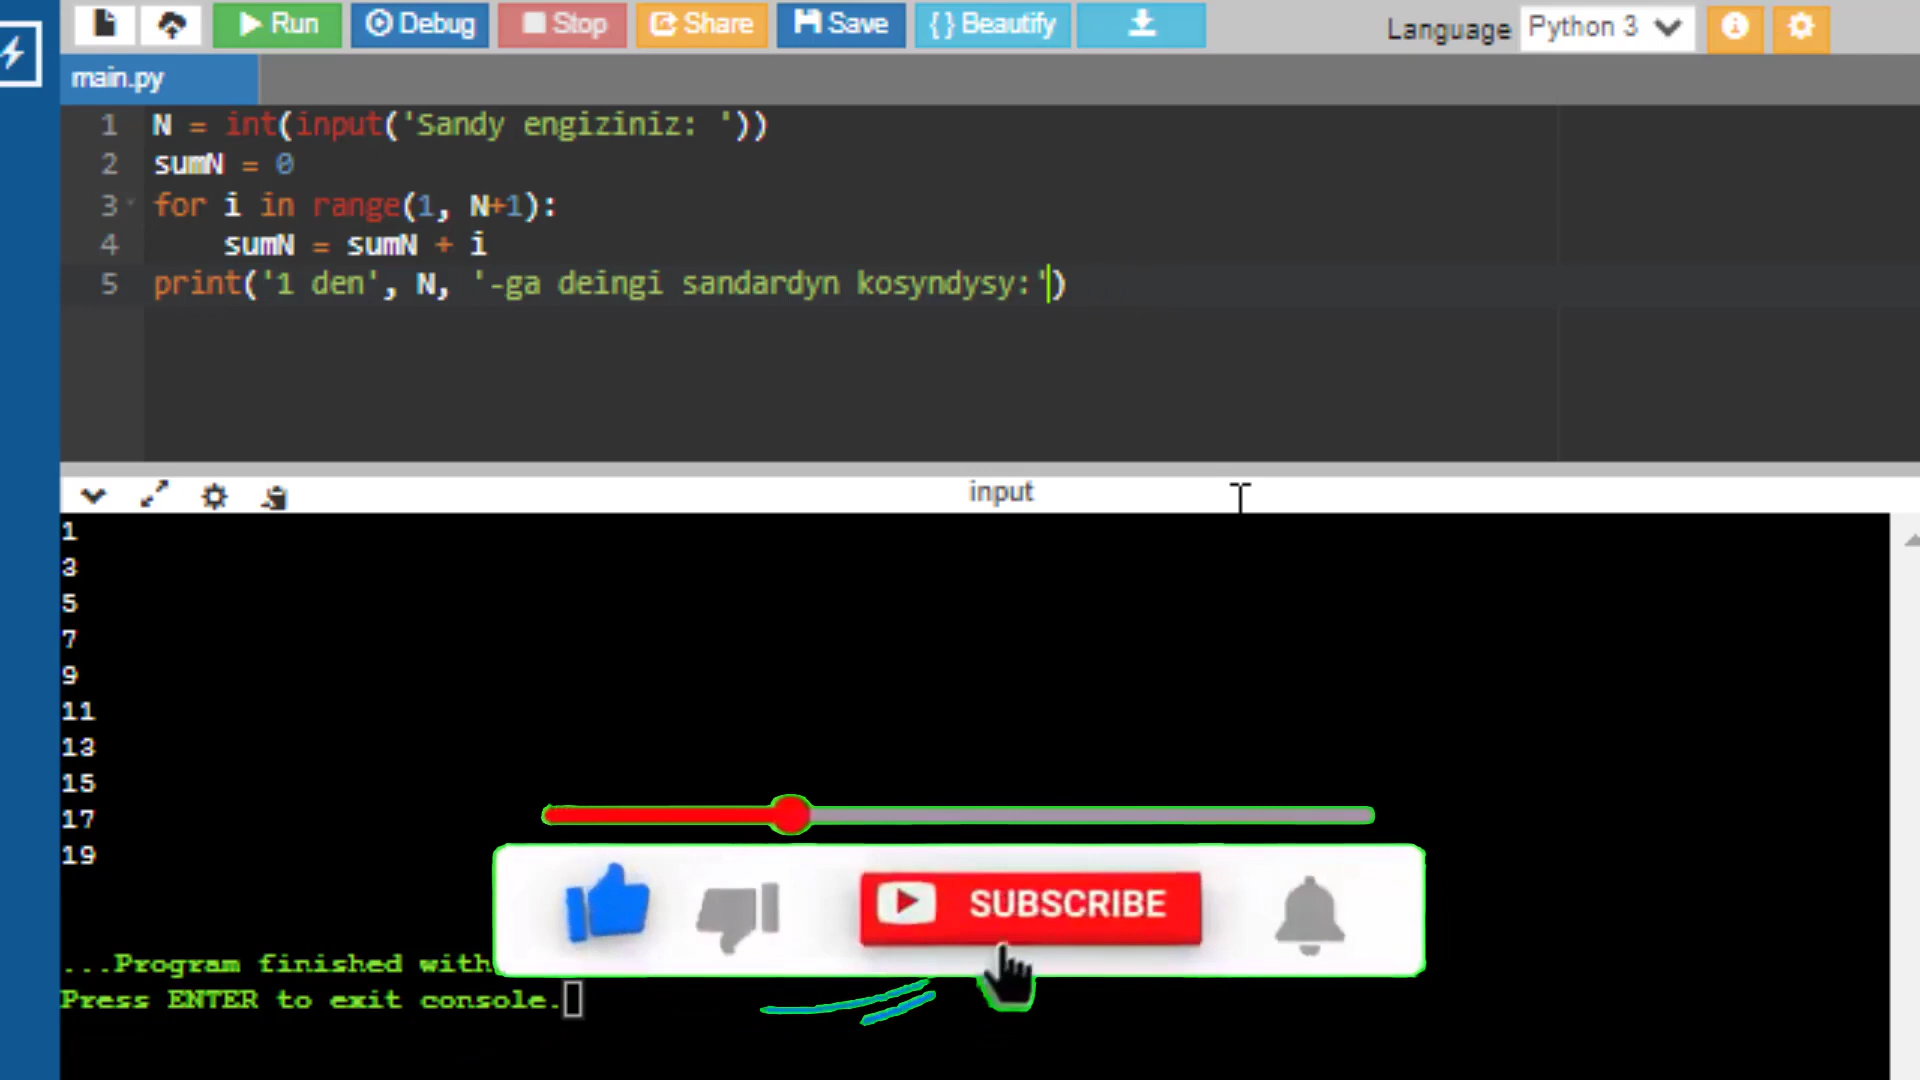 Run Debug Stop Share Save { } Beautify Language Python 3
main.py
1 N = int(input('Sandy engiziniz: '))
2 sumN = 0
3 for i in range(1, N+1):
4 sumN = sumN + i
5 print('1 den', N, '-ga deingi sandardyn kosyndysy:')
input
1
3
5
7
9
11
13
15
17
19
SUBSCRIBE
...Program finished with
Press ENTER to exit console.